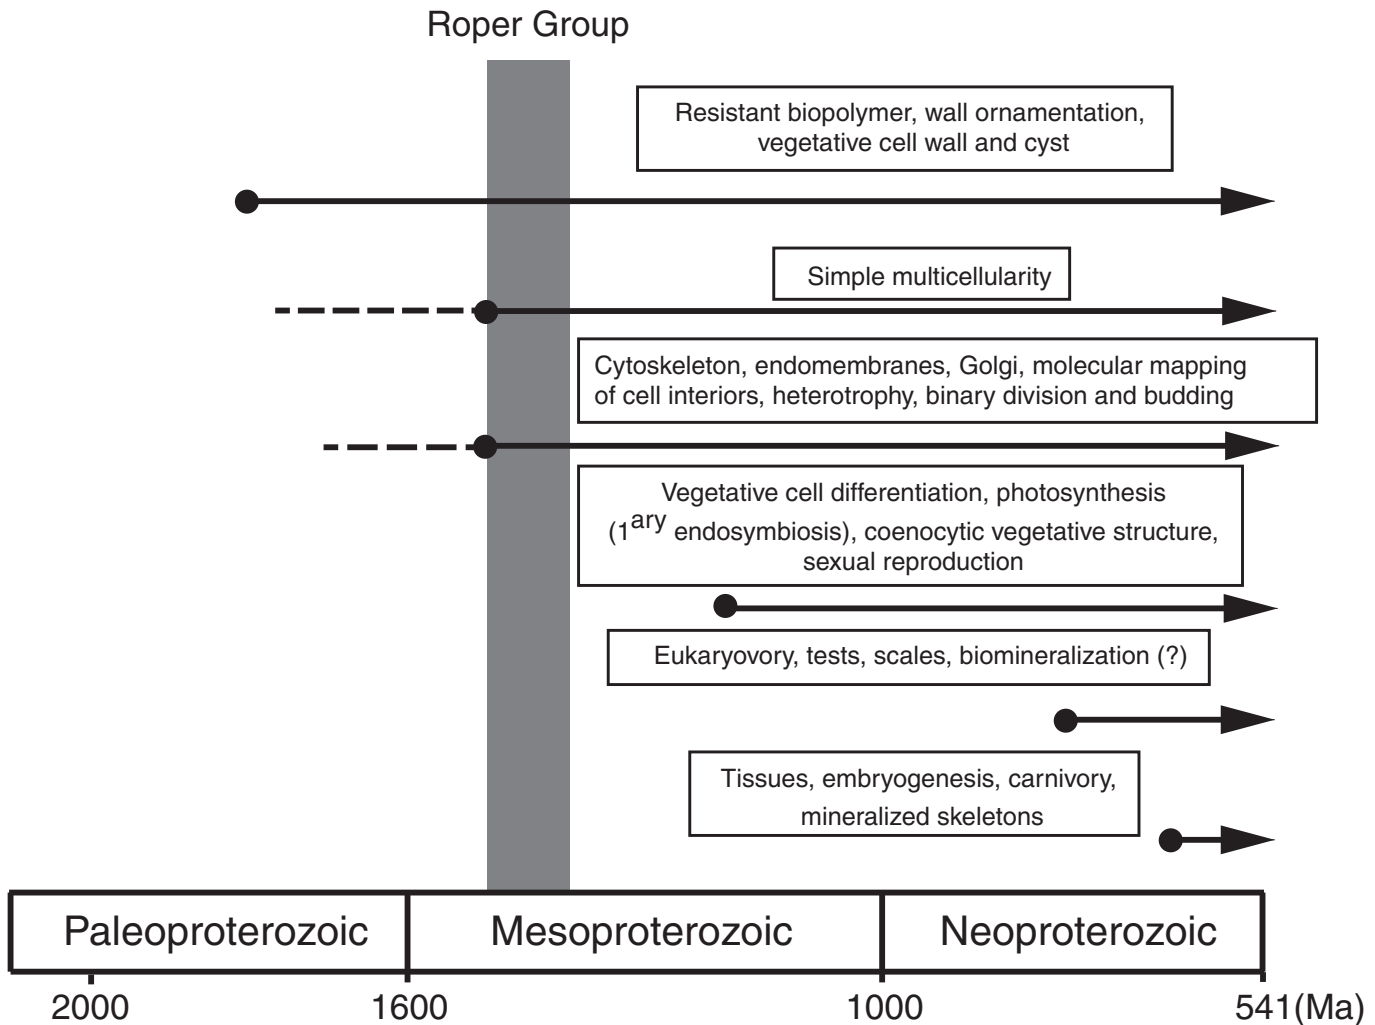 Roper Group
Resistant biopolymer, wall ornamentation,
vegetative cell wall and cyst
Simple multicellularity
Cytoskeleton, endomembranes, Golgi, molecular mapping
of cell interiors, heterotrophy, binary division and budding
Vegetative cell differentiation, photosynthesis
(1ary endosymbiosis), coenocytic vegetative structure,
sexual reproduction
Eukaryovory, tests, scales, biomineralization (?)
Tissues, embryogenesis, carnivory,
mineralized skeletons
Paleoproterozoic Mesoproterozoic Neoproterozoic
2000 1600 1000 541(Ma)